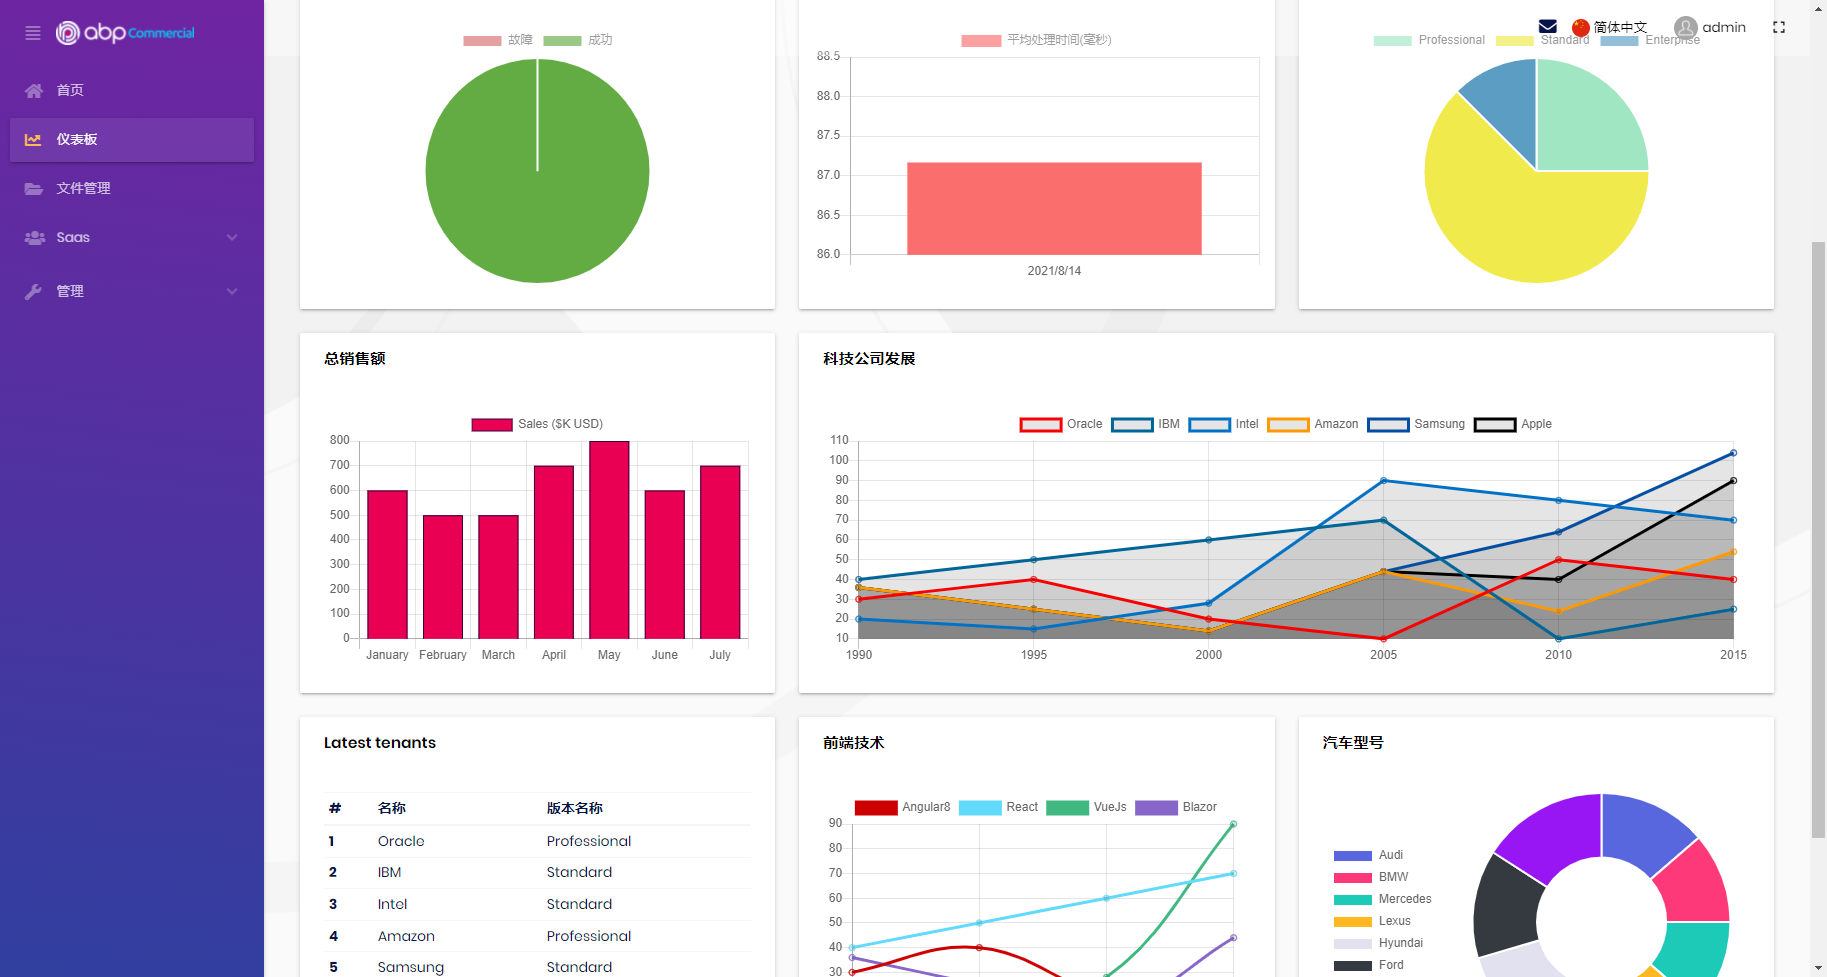 abp Commercial
首页
仪表板
文件管理
Saas
管理
简体中文
admin
故障 成功
平均处理时间(毫秒)
88.5
88.0
87.5
87.0
86.5
86.0
2021/8/14
Professional Standard Enterprise
总销售额
Sales ($K USD)
800
700
600
500
400
300
200
100
0
January February March April May June July
科技公司发展
Oracle IBM Intel Amazon Samsung Apple
110
100
90
80
70
60
50
40
30
20
10
1990 1995 2000 2005 2010 2015
Latest tenants
# 名称 版本名称
1 Oracle Professional
2 IBM Standard
3 Intel Standard
4 Amazon Professional
5 Samsung Standard
前端技术
Angular8 React VueJs Blazor
90
80
70
60
50
40
30
汽车型号
Audi
BMW
Mercedes
Lexus
Hyundai
Ford